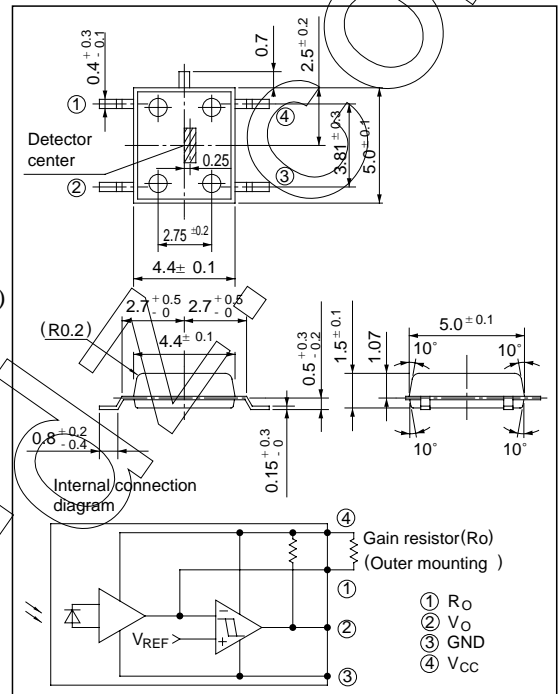 0.4 +0.3 -0.1
0.7
2.5 ± 0.2
①
④
Detector
center
0.25
3.81 ± 0.3
5.0 ± 0.1
②
③
2.75 ±0.2
4.4± 0.1
2.7 +0.5 -0
2.7 +0.5 -0
(R0.2)
4.4± 0.1
0.5 +0.3 -0.2
1.5 ± 0.1
1.07
5.0 ± 0.1
10°
10°
0.8 +0.2 -0.4
0.15 +0.3 -0
10°
10°
Internal connection
diagram
④
Gain resistor(Ro)
(Outer mounting )
①
① RO
VREF
②
② VO
③ GND
③
④ VCC